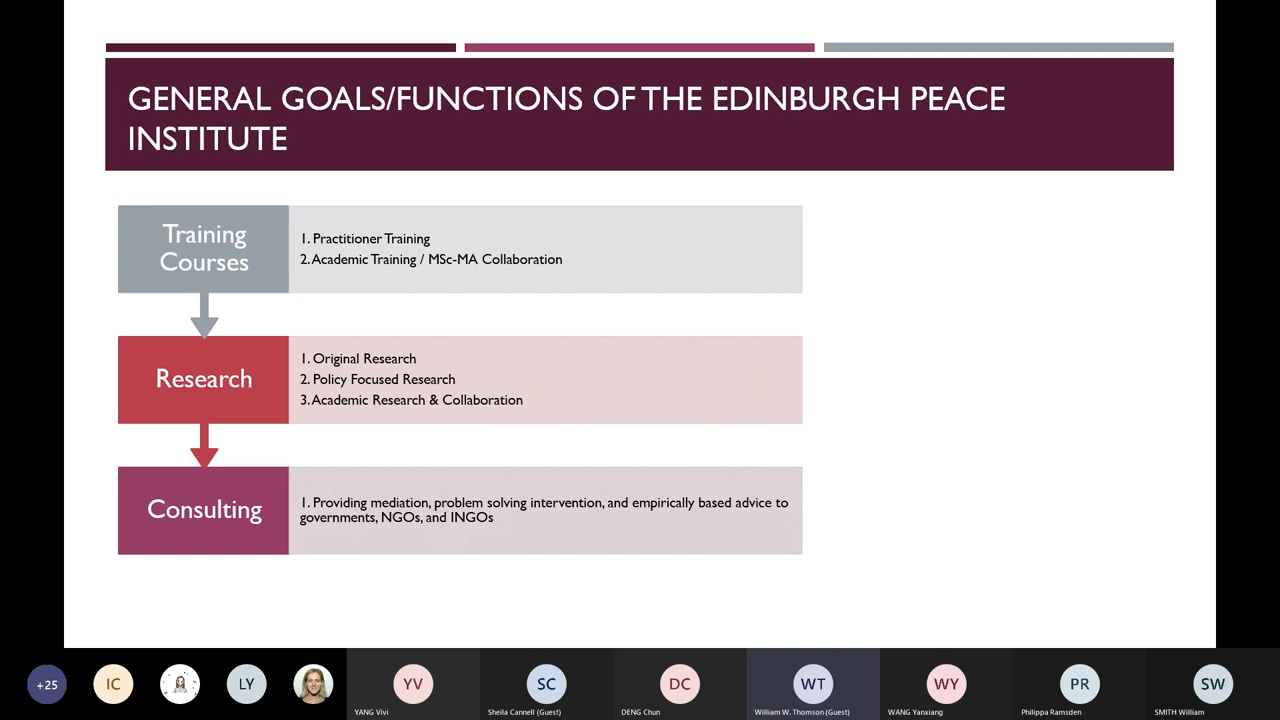 GENERAL GOALS/FUNCTIONS OF THE EDINBURGH PEACE
INSTITUTE
Training
Courses
1. Practitioner Training
2. Academic Training / MSc-MA Collaboration
Research
1. Original Research
2. Policy Focused Research
3. Academic Research & Collaboration
Consulting
1. Providing mediation, problem solving intervention, and empirically based advice to
governments, NGOs, and INGOs
+25
IC
LY
YV
SC
DC
WT
WY
PR
SW
YANG Vivi
Sheila Cannell (Guest)
DENG Chun
William W. Thomson (Guest)
WANG Yanxiang
Philippa Ramsden
SMITH William